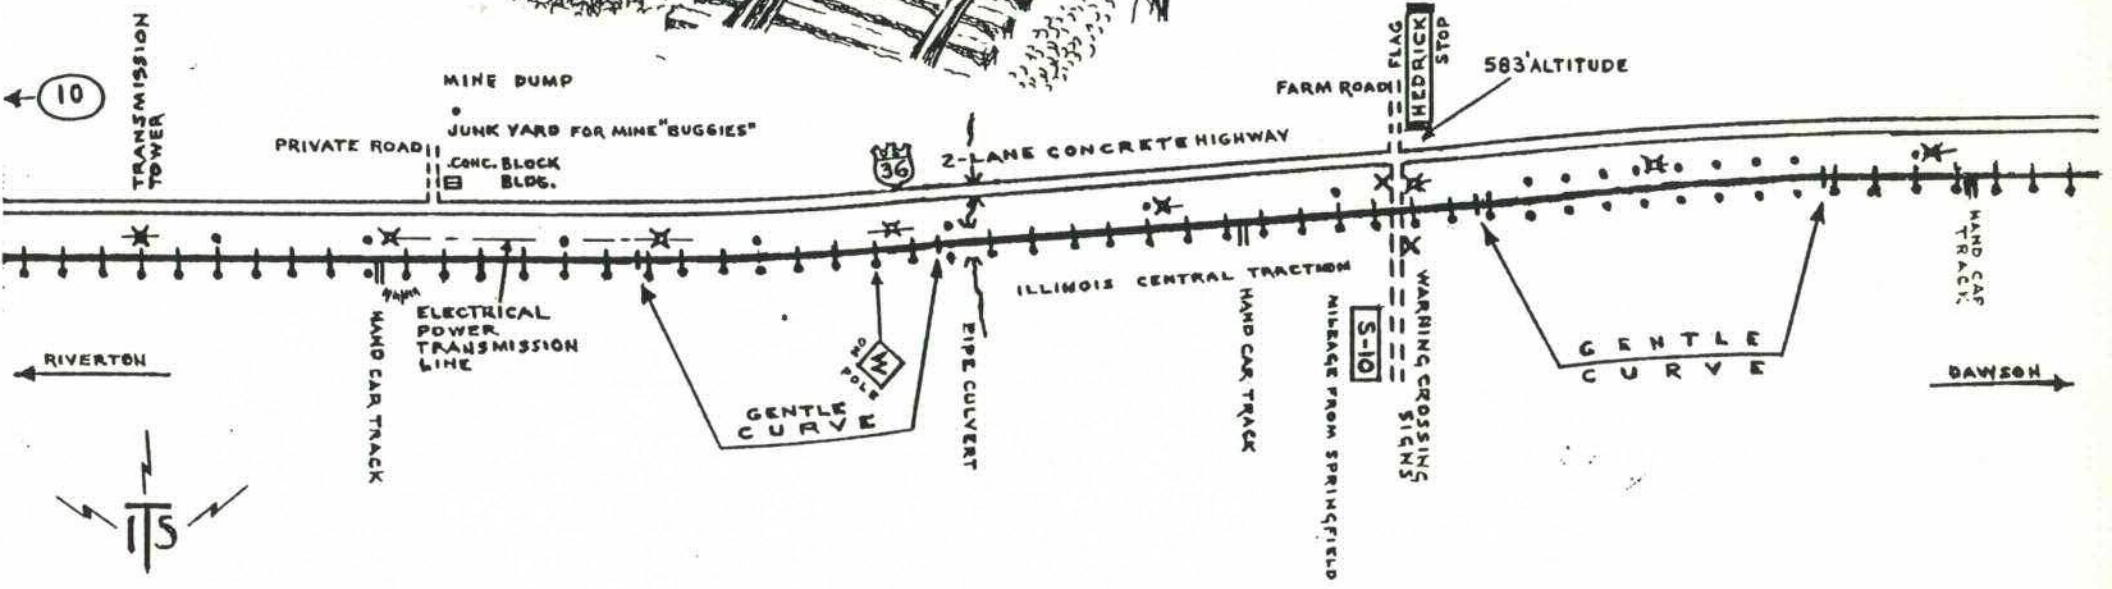 10
TRANSMISSION
TOWER
MINE DUMP
JUNK YARD FOR MINE "BUGGIES"
PRIVATE ROAD
CONC. BLOCK
BLDG.
36
2-LANE CONCRETE HIGHWAY
FARM ROAD
FLAG
HEDRICK
STOP
583' ALTITUDE
ILLINOIS CENTRAL TRACTION
HAND CAR TRACK
ELECTRICAL
POWER
TRANSMISSION
LINE
RIVERTON
GENTLE
CURVE
W
NO
POLE
PIPE CULVERT
HAND CAR TRACK
MILEAGE FROM SPRINGFIELD
S-10
WARNING CROSSING
SIGNS
GENTLE
CURVE
HAND CAR
TRACK
DAWSON
ITS